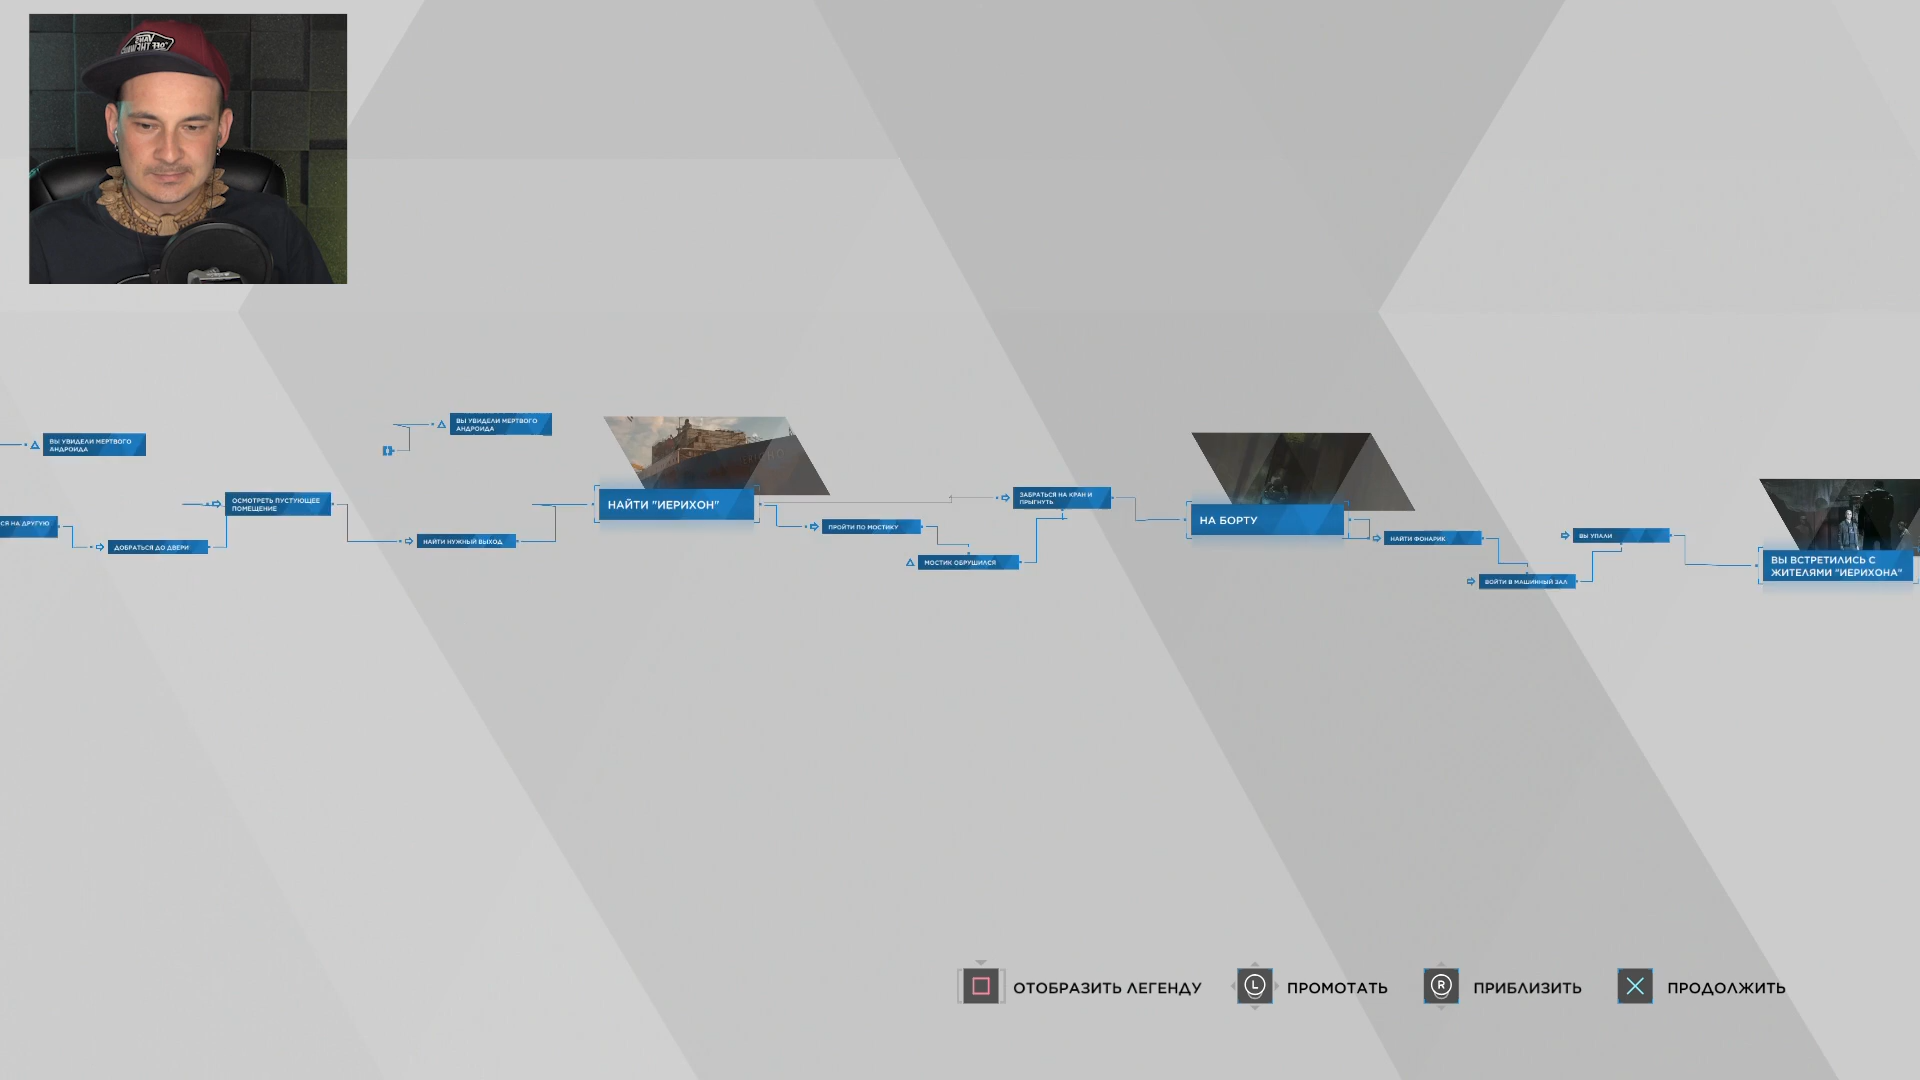 ВЫ УВИДЕЛИ МЕРТВОГО
АНДРОИДА
ВЫ УВИДЕЛИ МЕРТВОГО
АНДРОИДА
СЯ НА ДРУГУЮ
ДОБРАТЬСЯ ДО ДВЕРИ
ОСМОТРЕТЬ ПУСТУЮЩЕЕ
ПОМЕЩЕНИЕ
НАЙТИ НУЖНЫЙ ВЫХОД
НАЙТИ "ИЕРИХОН"
ПРОЙТИ ПО МОСТИКУ
МОСТИК ОБРУШИЛСЯ
ЗАБРАТЬСЯ НА КРАН И
ПРЫГНУТЬ
НА БОРТУ
НАЙТИ ФОНАРИК
ВОЙТИ В МАШИННЫЙ ЗАЛ
ВЫ УПАЛИ
ВЫ ВСТРЕТИЛИСЬ С
ЖИТЕЛЯМИ "ИЕРИХОНА"
ОТОБРАЗИТЬ ЛЕГЕНДУ
L ПРОМОТАТЬ
R ПРИБЛИЗИТЬ
ПРОДОЛЖИТЬ